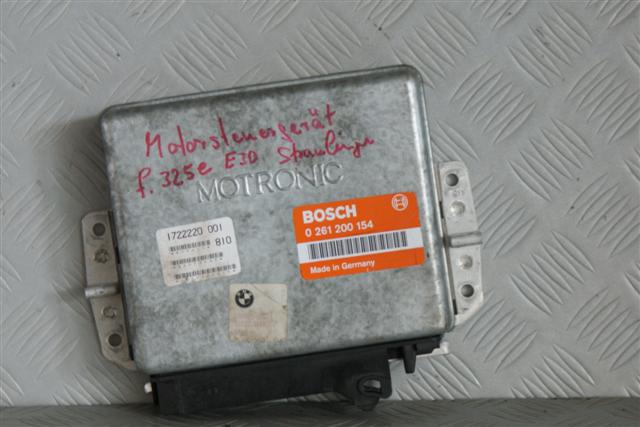 Motorsteuergerät
f. 325e E30
MOTRONIC
BOSCH
0 261 200 154
Made in Germany
1722220 001
810